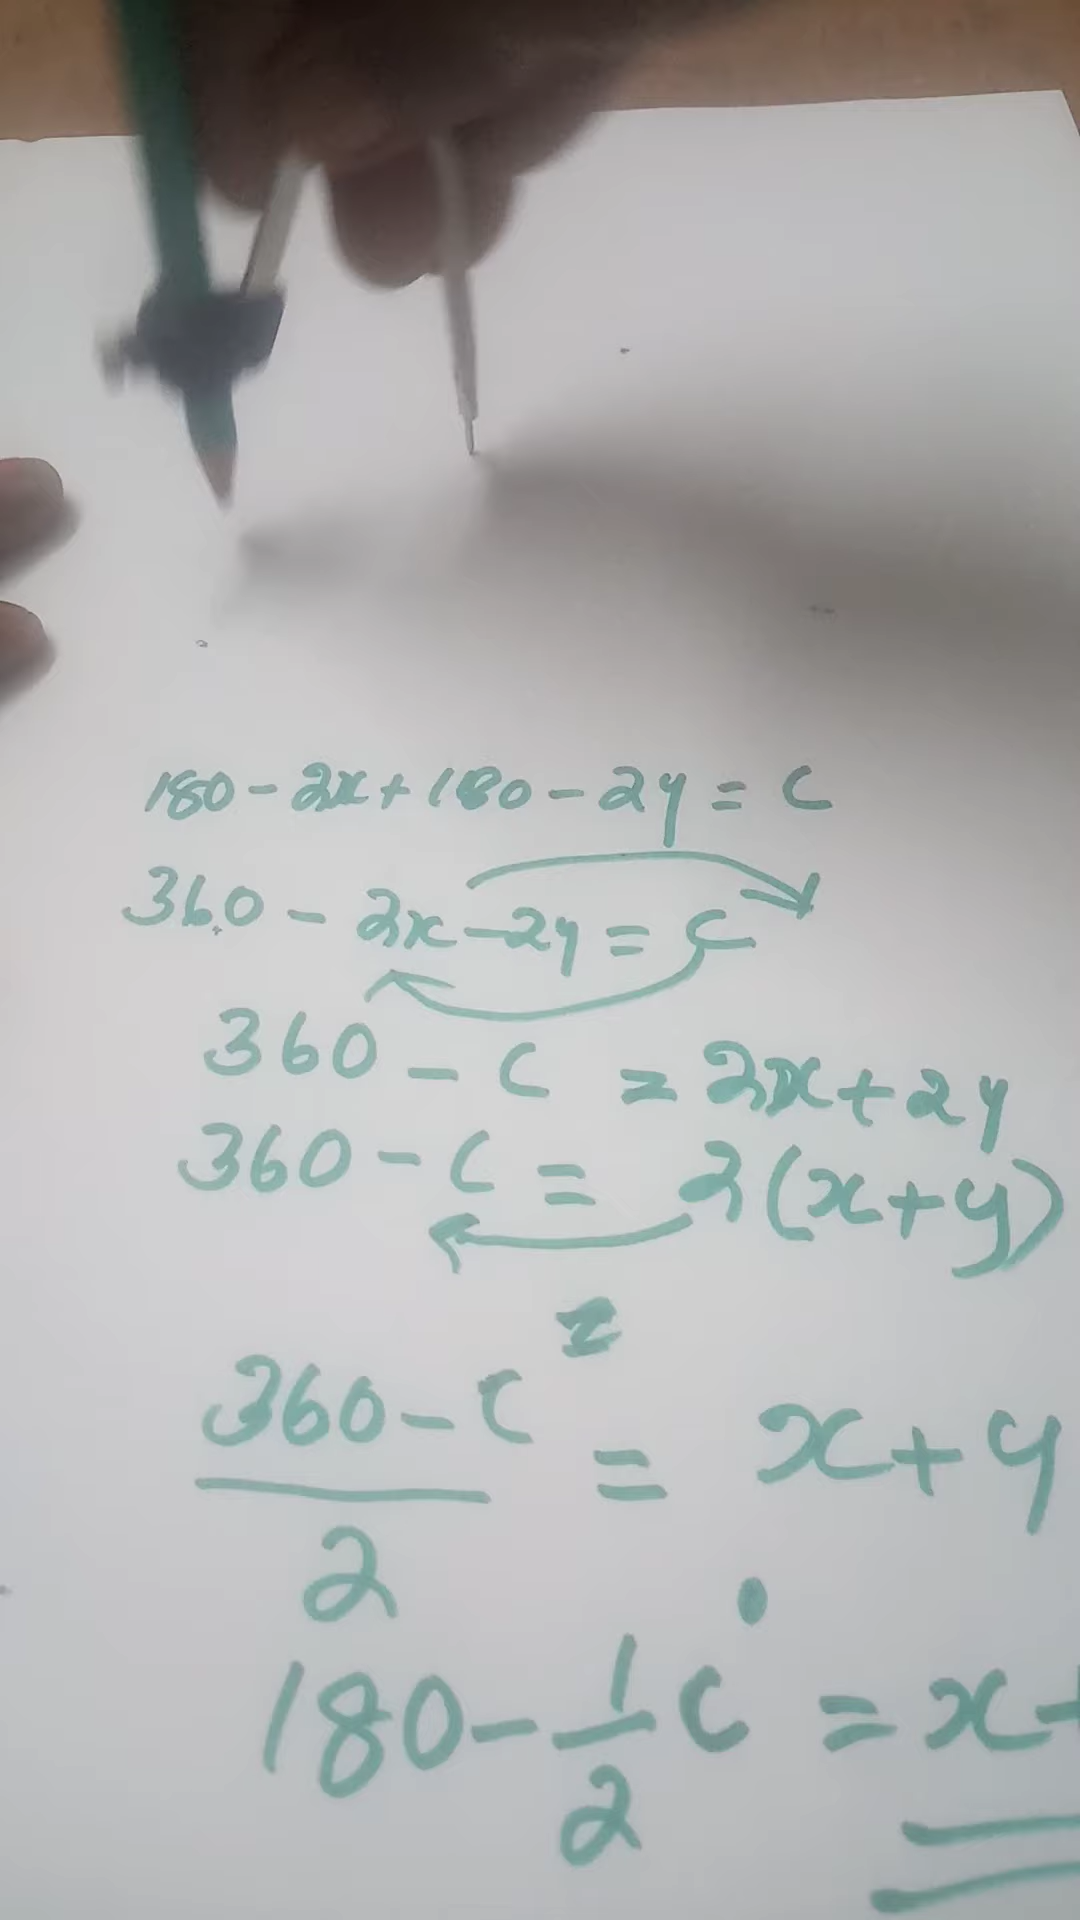 180 - 2x + 180 - 2y = C
360 - 2x - 2y = C
360 - C = 2x + 2y
360 - C = 2(x + y)
=
360 - C
2
= x + y
180 - 1/2 C = x +